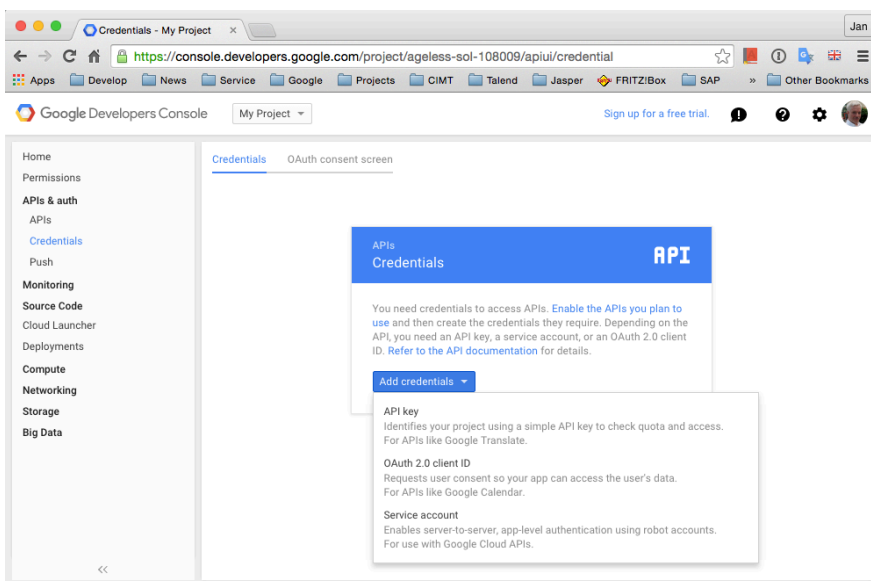 Credentials - My Project
Jan
https://console.developers.google.com/project/ageless-sol-108009/apiui/credential
Apps Develop News Service Google Projects CIMT Talend Jasper FRITZ!Box SAP » Other Bookmarks
Google Developers Console My Project Sign up for a free trial.
Home
Permissions
APIs & auth
APIs
Credentials
Push
Monitoring
Source Code
Cloud Launcher
Deployments
Compute
Networking
Storage
Big Data
<<
Credentials OAuth consent screen
APIs
Credentials
API
You need credentials to access APIs. Enable the APIs you plan to
use and then create the credentials they require. Depending on the
API, you need an API key, a service account, or an OAuth 2.0 client
ID. Refer to the API documentation for details.
Add credentials
API key
Identifies your project using a simple API key to check quota and access.
For APIs like Google Translate.
OAuth 2.0 client ID
Requests user consent so your app can access the user's data.
For APIs like Google Calendar.
Service account
Enables server-to-server, app-level authentication using robot accounts.
For use with Google Cloud APIs.